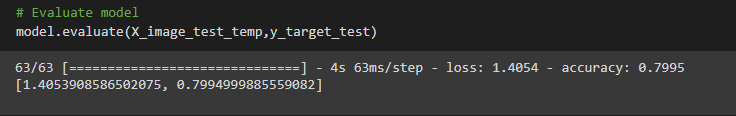 # Evaluate model
model.evaluate(X_image_test_temp,y_target_test)
63/63 [==============================] - 4s 63ms/step - loss: 1.4054 - accuracy: 0.7995
[1.4053908586502075, 0.7994999885559082]